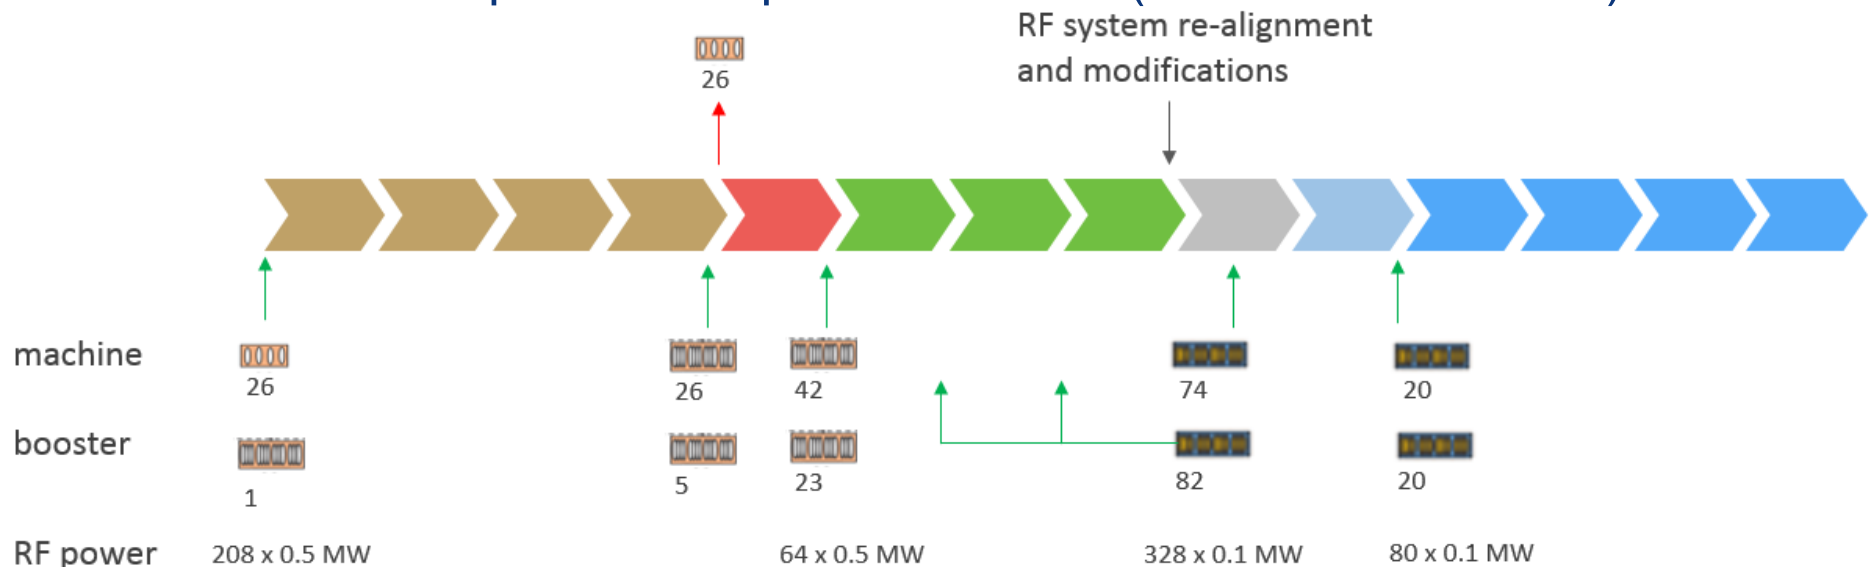 RF system re-alignment
and modifications
26
machine
26
26
42
74
20
booster
1
5
23
82
20
RF power
208 x 0.5 MW
64 x 0.5 MW
328 x 0.1 MW
80 x 0.1 MW